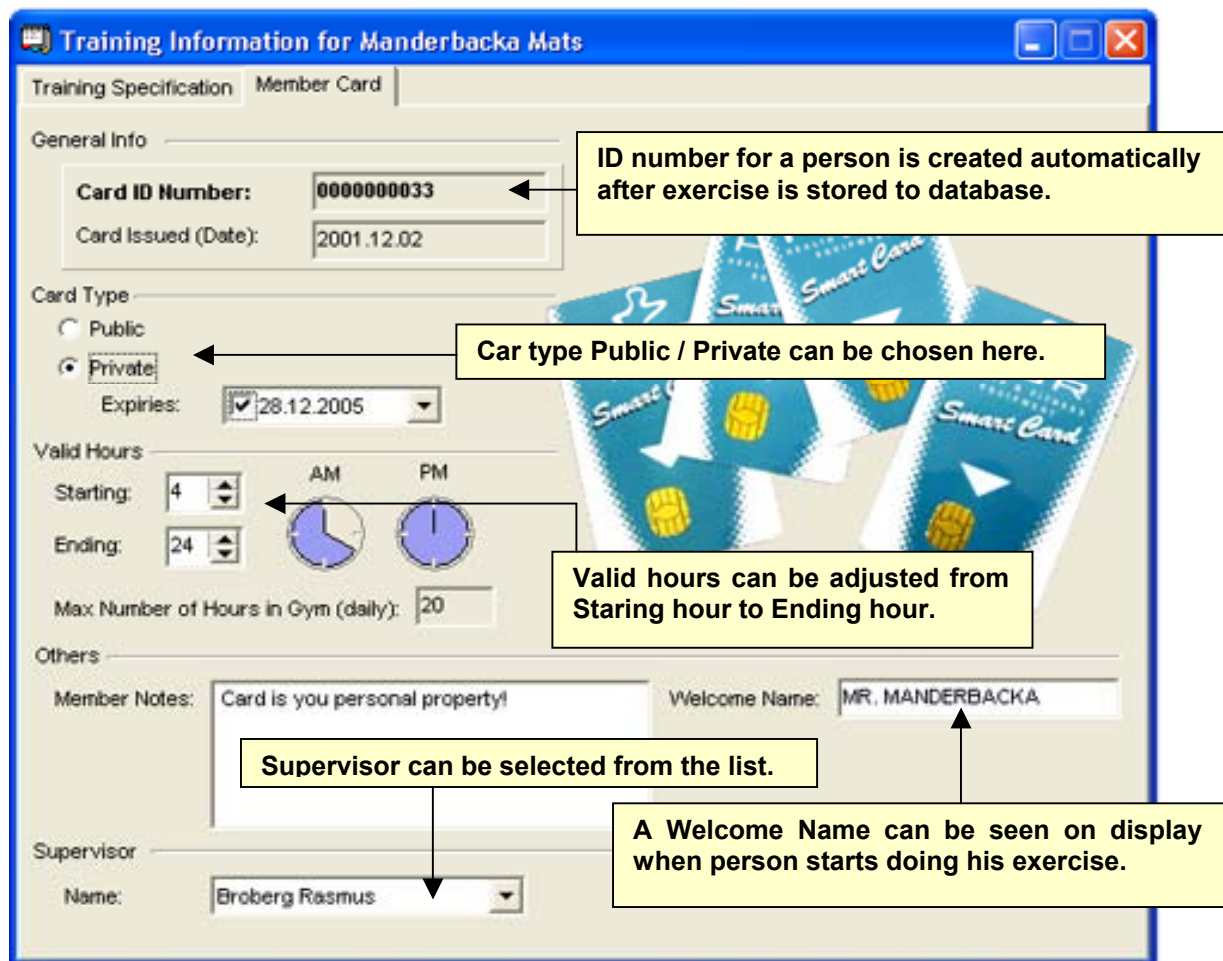 Training Information for Manderbacka Mats
Training Specification Member Card
General Info
ID number for a person is created automatically
after exercise is stored to database.
Card ID Number: 0000000033
Card Issued (Date): 2001.12.02
Card Type
Public
Car type Public / Private can be chosen here.
Private
Expiries: 28.12.2005
Smart Card
Smart Card
Smart
Smart Card
Valid Hours
AM PM
Starting: 4
Ending: 24
Valid hours can be adjusted from
Staring hour to Ending hour.
Max Number of Hours in Gym (daily): 20
Others
Member Notes: Card is you personal property!
Welcome Name: MR. MANDERBACKA
Supervisor can be selected from the list.
A Welcome Name can be seen on display
when person starts doing his exercise.
Supervisor
Name: Broberg Rasmus